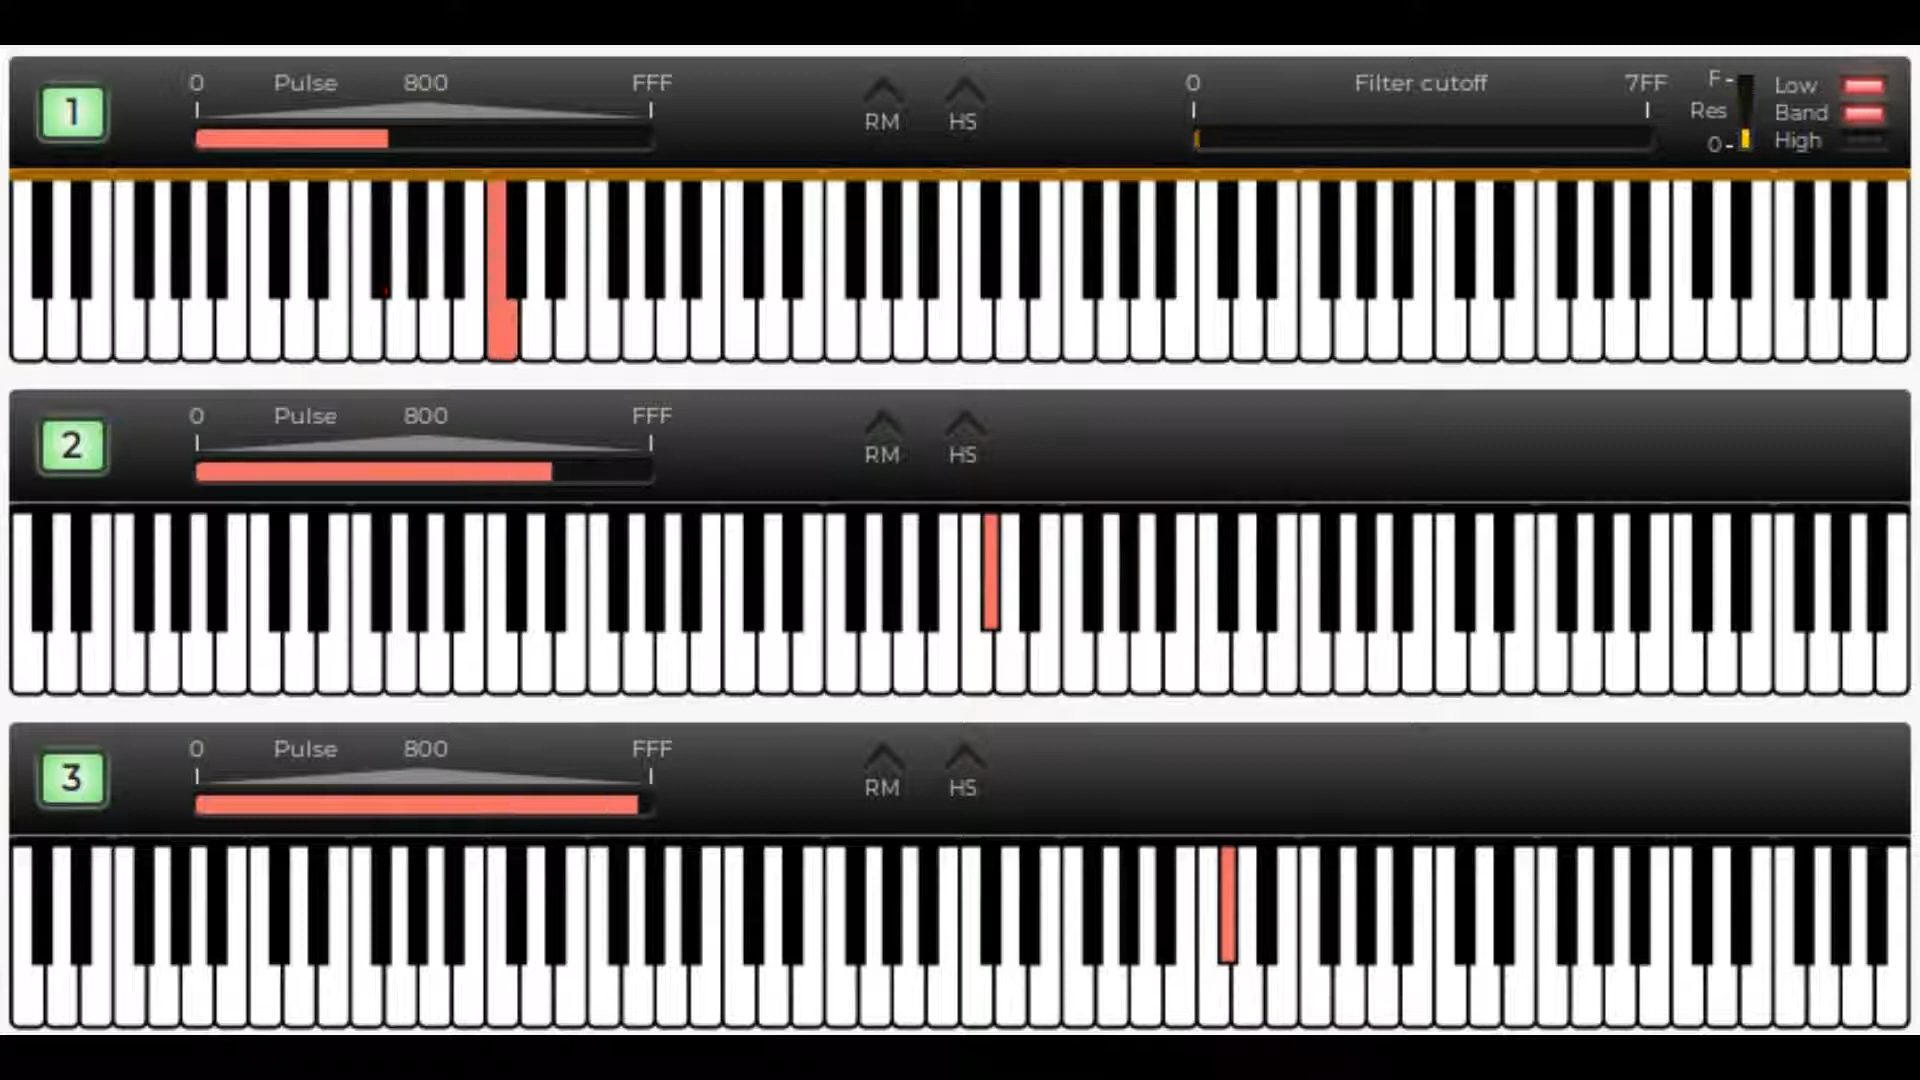 1
0 Pulse 800 FFF
RM HS
0 Filter cutoff 7FF
F-
Res
0-
Low
Band
High
2
0 Pulse 800 FFF
RM HS
3
0 Pulse 800 FFF
RM HS